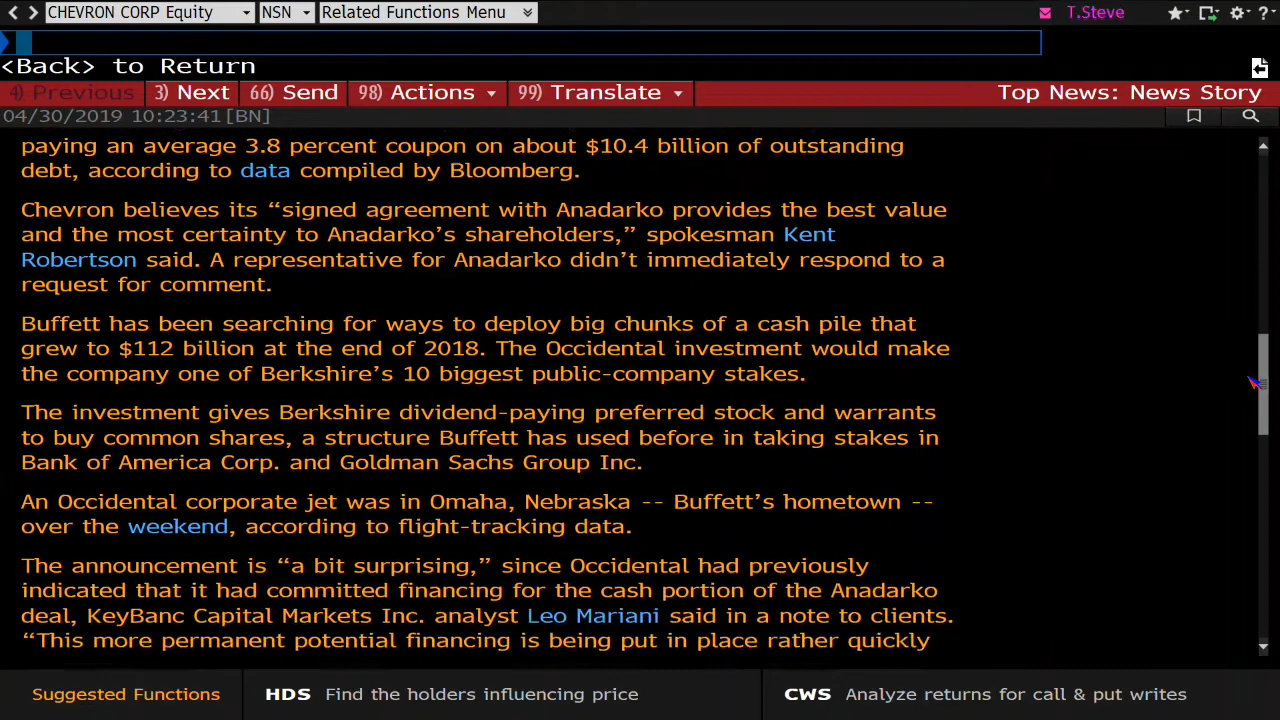 CHEVRON CORP Equity NSN Related Functions Menu T.Steve
<Back> to Return
4) Previous 3) Next 66) Send 98) Actions 99) Translate Top News: News Story
04/30/2019 10:23:41[BN]
paying an average 3.8 percent coupon on about $10.4 billion of outstanding
debt, according to data compiled by Bloomberg.
Chevron believes its “signed agreement with Anadarko provides the best value
and the most certainty to Anadarko’s shareholders,” spokesman Kent
Robertson said. A representative for Anadarko didn’t immediately respond to a
request for comment.
Buffett has been searching for ways to deploy big chunks of a cash pile that
grew to $112 billion at the end of 2018. The Occidental investment would make
the company one of Berkshire’s 10 biggest public-company stakes.
The investment gives Berkshire dividend-paying preferred stock and warrants
to buy common shares, a structure Buffett has used before in taking stakes in
Bank of America Corp. and Goldman Sachs Group Inc.
An Occidental corporate jet was in Omaha, Nebraska -- Buffett’s hometown --
over the weekend, according to flight-tracking data.
The announcement is “a bit surprising,” since Occidental had previously
indicated that it had committed financing for the cash portion of the Anadarko
deal, KeyBanc Capital Markets Inc. analyst Leo Mariani said in a note to clients.
“This more permanent potential financing is being put in place rather quickly
Suggested Functions HDS Find the holders influencing price CWS Analyze returns for call & put writes